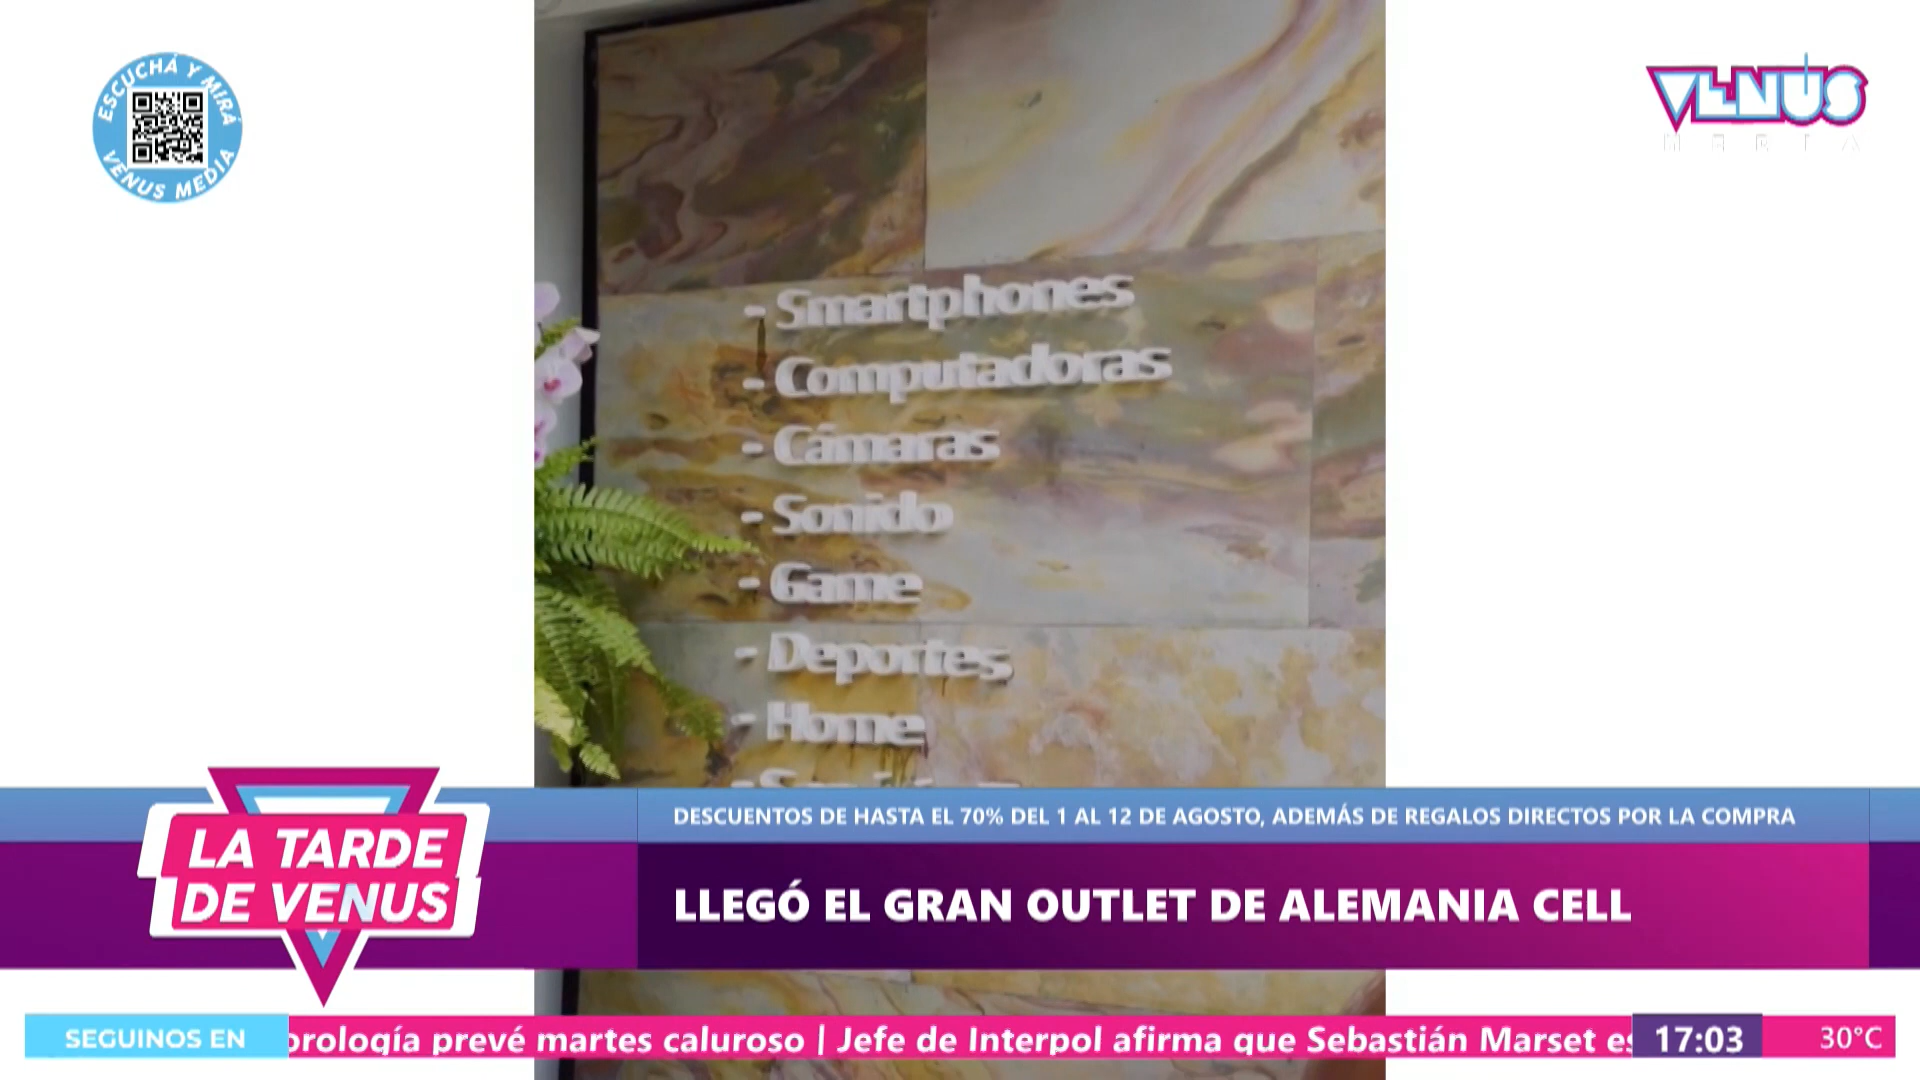 ESCUCHÁ Y MIRÁ
VENUS MEDIA
VENUS
MEDIA
- Smartphones
- Computadoras
- Cámaras
- Sonido
- Game
- Deportes
- Home
DESCUENTOS DE HASTA EL 70% DEL 1 AL 12 DE AGOSTO, ADEMÁS DE REGALOS DIRECTOS POR LA COMPRA
LA TARDE
DE VENUS
LLEGÓ EL GRAN OUTLET DE ALEMANIA CELL
SEGUINOS EN
orología prevé martes caluroso | Jefe de Interpol afirma que Sebastián Marset es
17:03
30°C